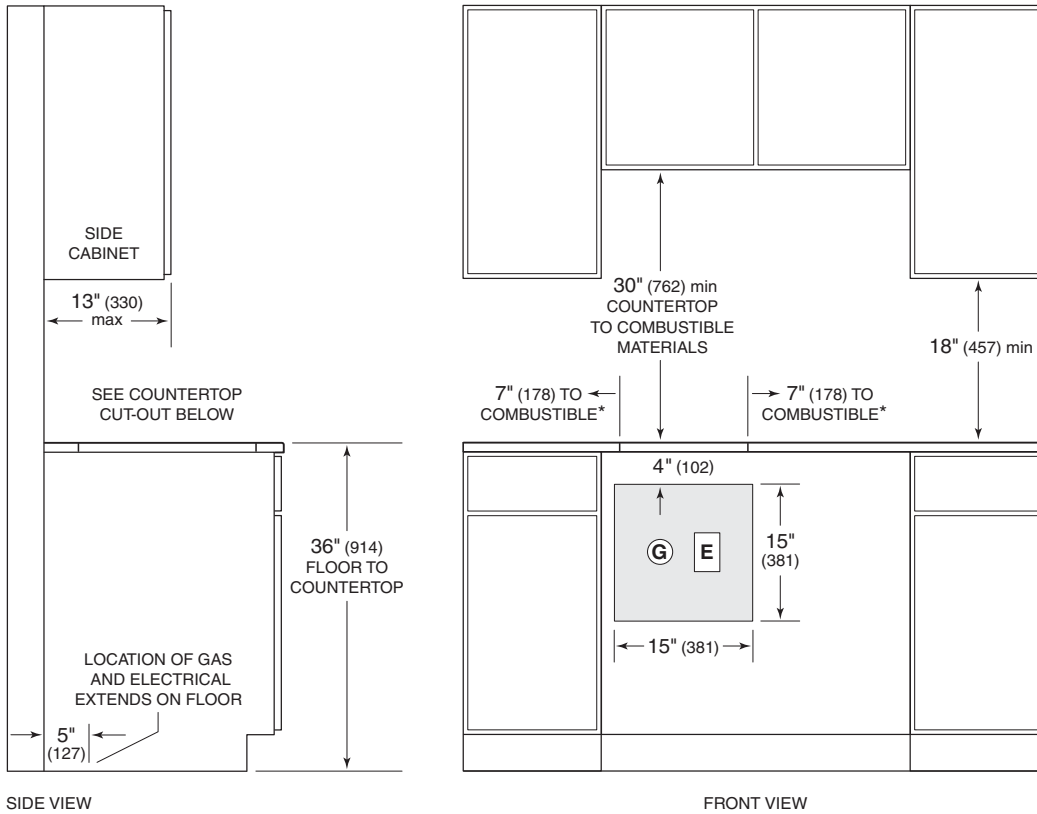 SIDE
CABINET
13" (330)
max
SEE COUNTERTOP
CUT-OUT BELOW
36" (914)
FLOOR TO
COUNTERTOP
LOCATION OF GAS
AND ELECTRICAL
EXTENDS ON FLOOR
5"
(127)
SIDE VIEW
30" (762) min
COUNTERTOP
TO COMBUSTIBLE
MATERIALS
18" (457) min
7" (178) TO
COMBUSTIBLE*
7" (178) TO
COMBUSTIBLE*
4" (102)
G
E
15"
(381)
15" (381)
FRONT VIEW